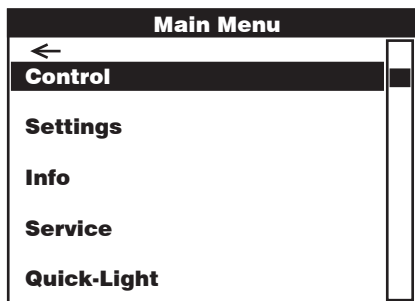 Main Menu
Control
Settings
Info
Service
Quick-Light